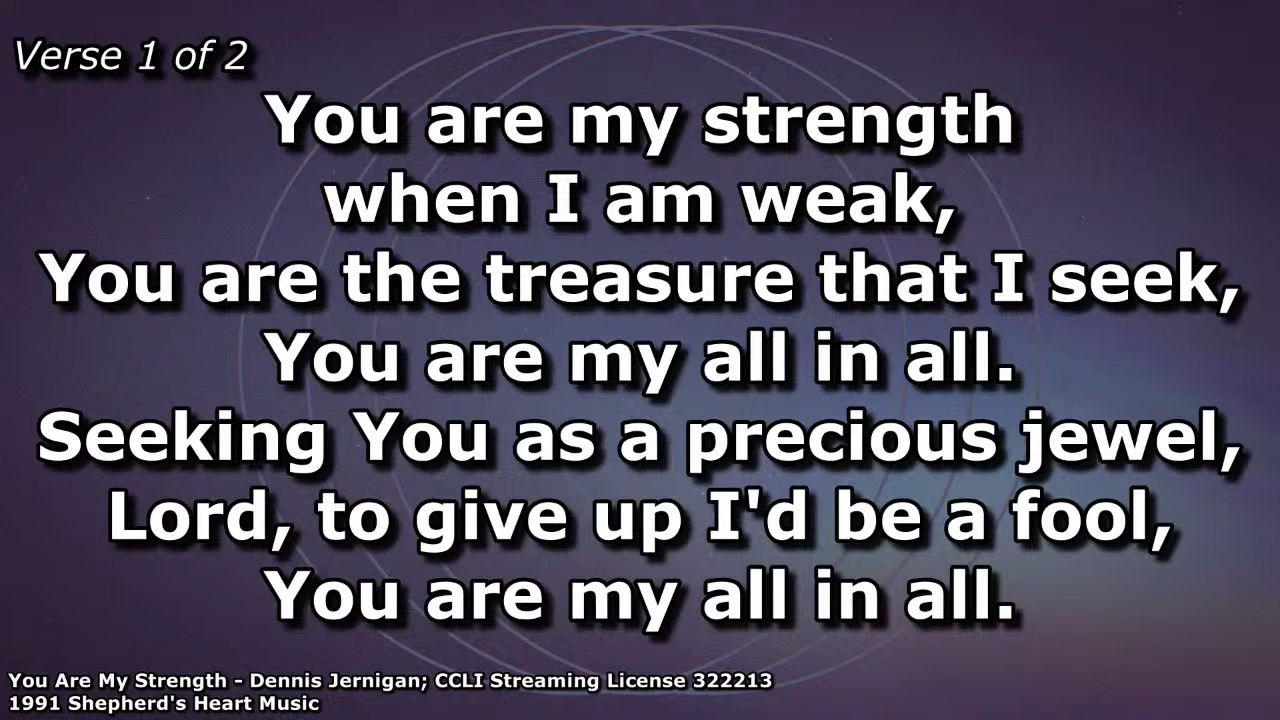 Verse 1 of 2
You are my strength
when I am weak,
You are the treasure that I seek,
You are my all in all.
Seeking You as a precious jewel,
Lord, to give up I'd be a fool,
You are my all in all.
You Are My Strength - Dennis Jernigan; CCLI Streaming License 322213
1991 Shepherd's Heart Music